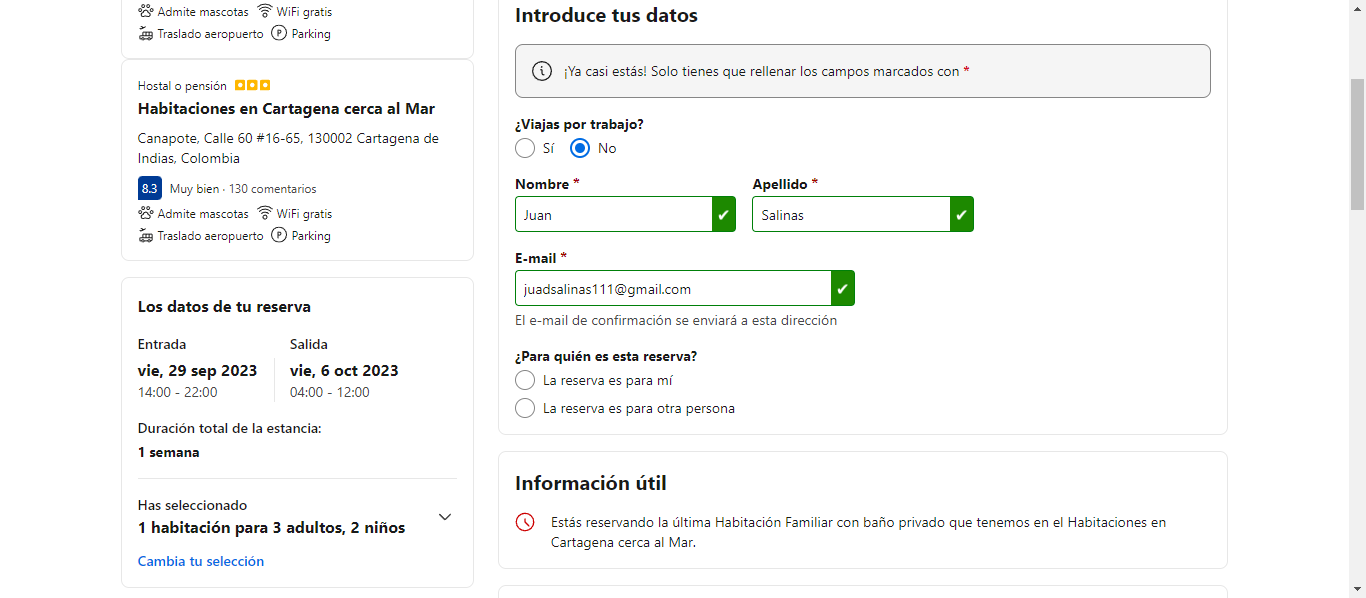 Admite mascotas WiFi gratis
Traslado aeropuerto Parking
Hostal o pensión
Habitaciones en Cartagena cerca al Mar
Canapote, Calle 60 #16-65, 130002 Cartagena de
Indias, Colombia
8.3 Muy bien · 130 comentarios
Admite mascotas WiFi gratis
Traslado aeropuerto Parking
Los datos de tu reserva
Entrada Salida
vie, 29 sep 2023 vie, 6 oct 2023
14:00 - 22:00 04:00 - 12:00
Duración total de la estancia:
1 semana
Has seleccionado
1 habitación para 3 adultos, 2 niños
Cambia tu selección
Introduce tus datos
¡Ya casi estás! Solo tienes que rellenar los campos marcados con *
¿Viajas por trabajo?
Sí No
Nombre * Apellido *
Juan Salinas
E-mail *
juadsalinas111@gmail.com
El e-mail de confirmación se enviará a esta dirección
¿Para quién es esta reserva?
La reserva es para mí
La reserva es para otra persona
Información útil
Estás reservando la última Habitación Familiar con baño privado que tenemos en el Habitaciones en
Cartagena cerca al Mar.